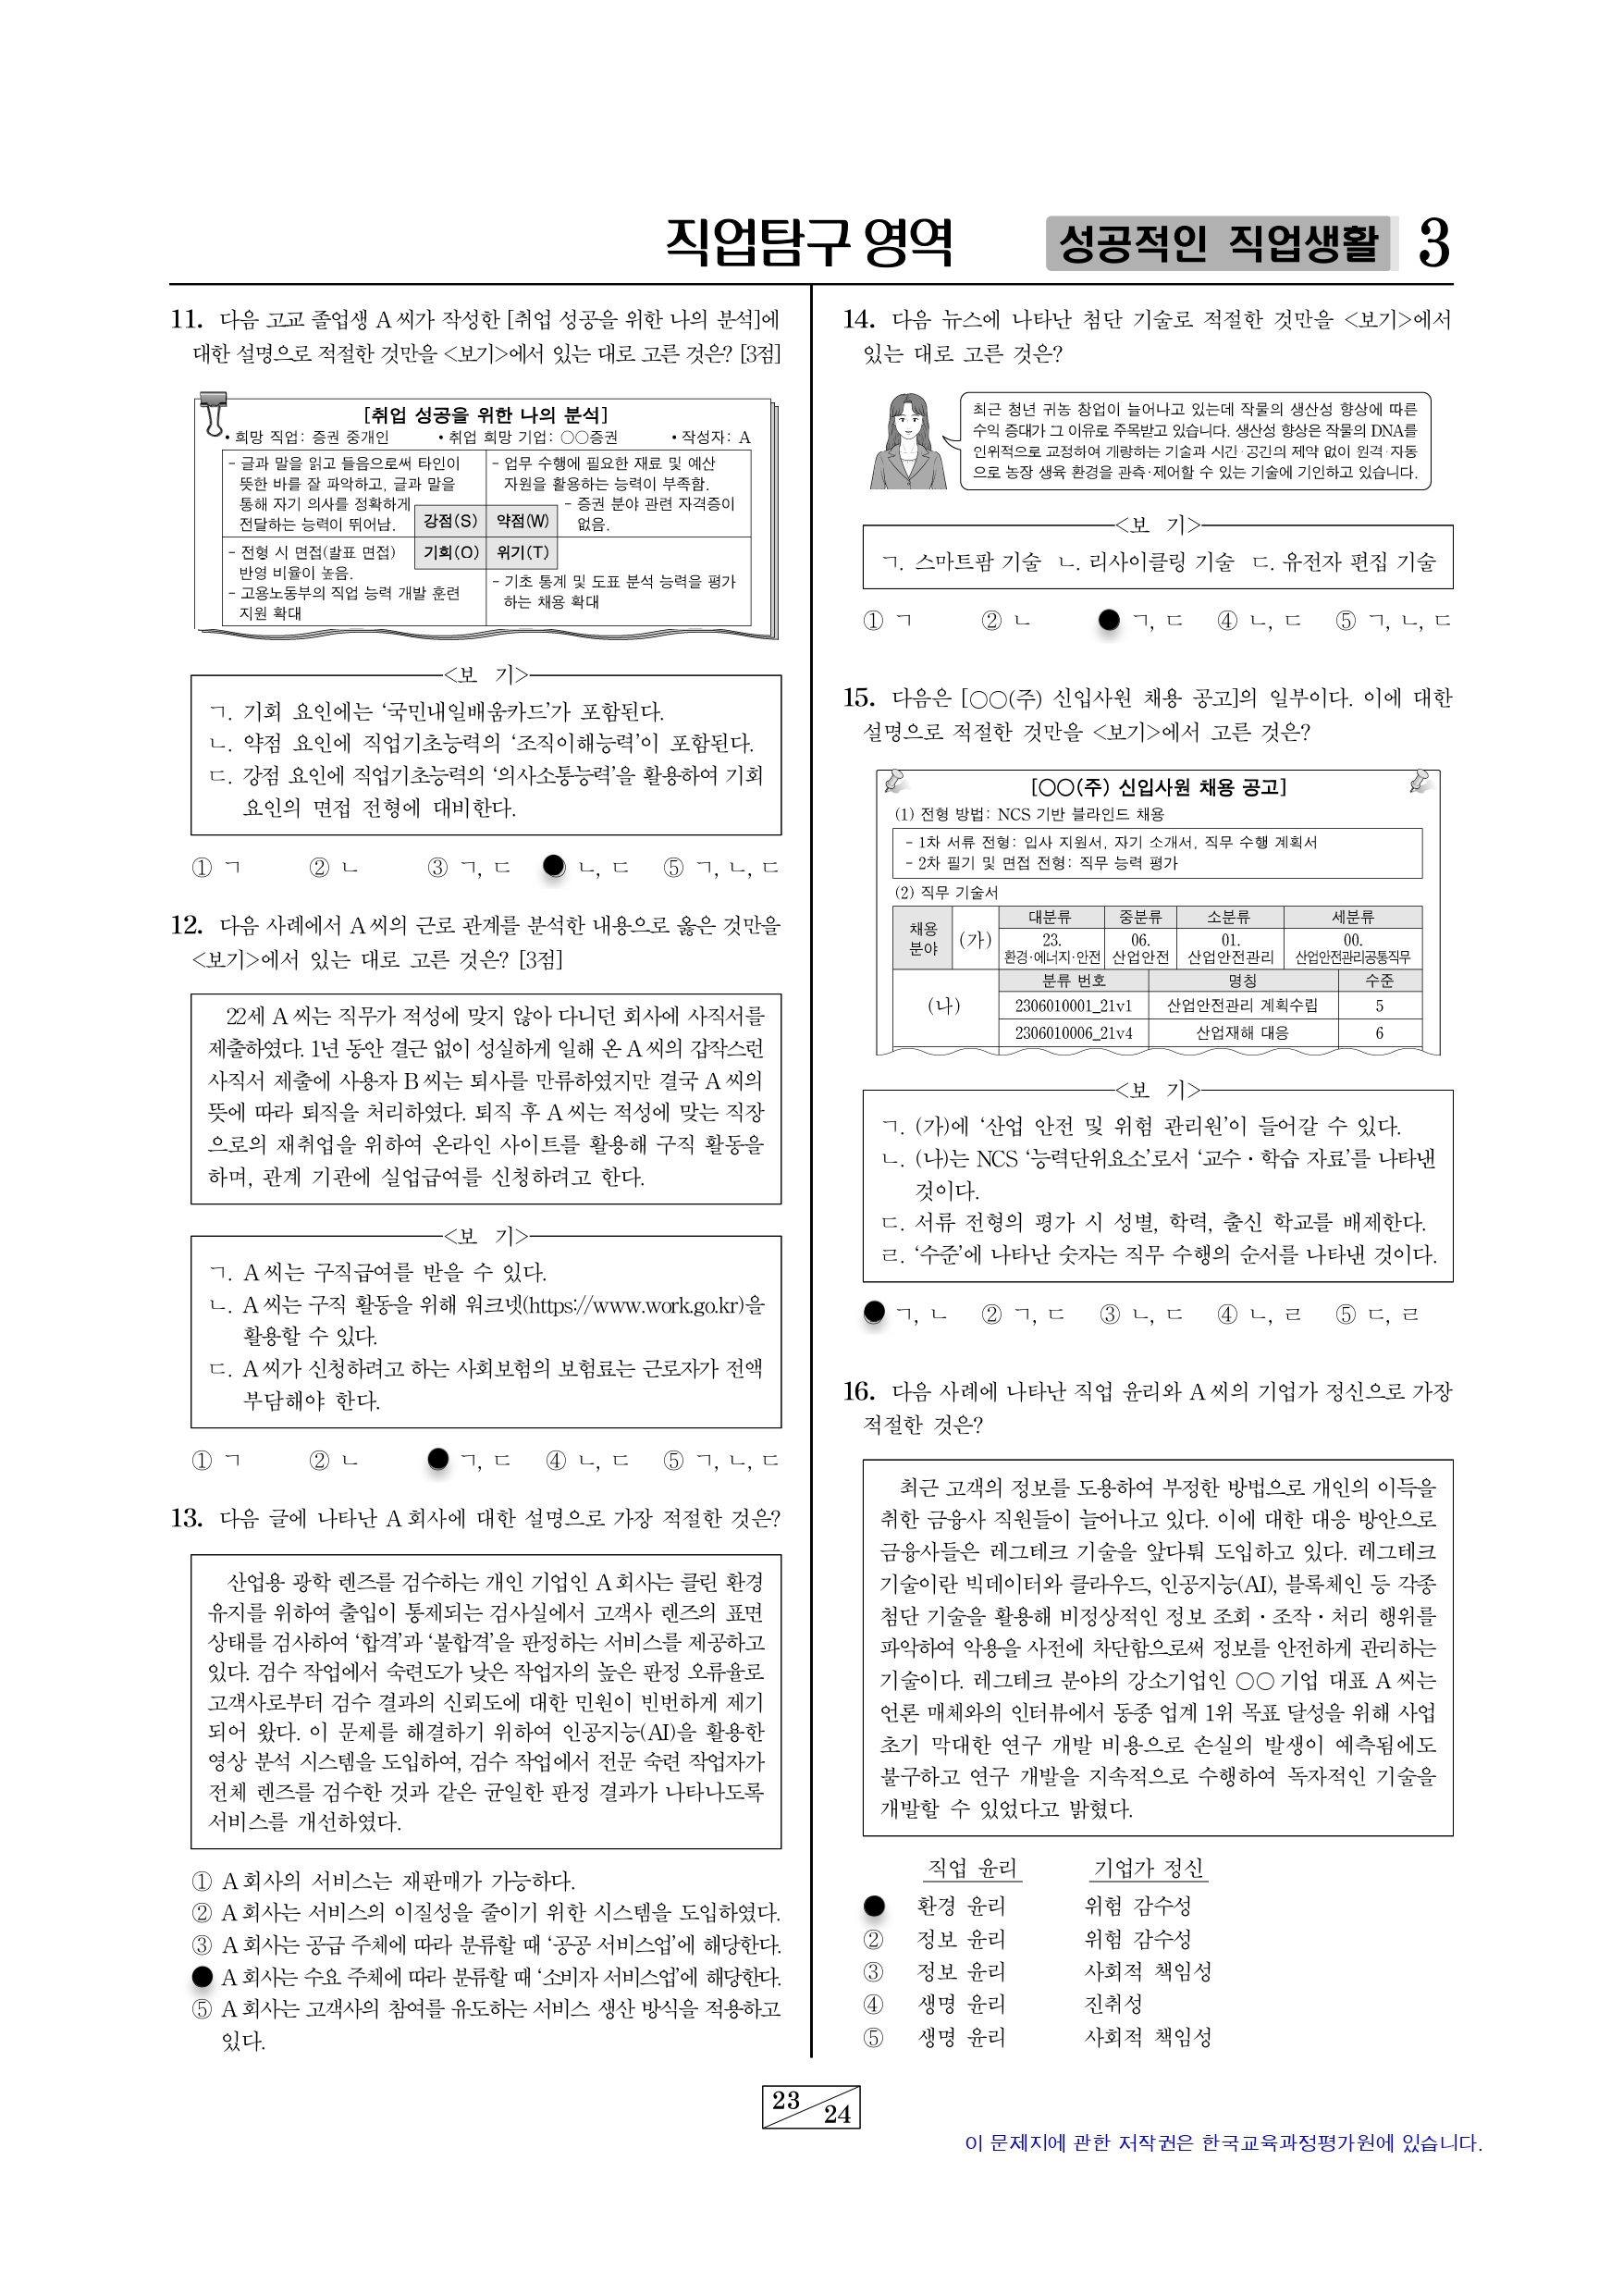 직업탐구 영역
성공적인 직업생활
3
11. 다음 고교 졸업생 A 씨가 작성한 [취업 성공을 위한 나의 분석]에
대한 설명으로 적절한 것만을 <보기>에서 있는 대로 고른 것은? [3점]
[취업 성공을 위한 나의 분석]
• 희망 직업: 증권 중개인 • 취업 희망 기업: ○○증권 • 작성자: A
- 글과 말을 읽고 들음으로써 타인이
뜻한 바를 잘 파악하고, 글과 말을
통해 자기 의사를 정확하게
전달하는 능력이 뛰어남.
강점(S)
- 업무 수행에 필요한 재료 및 예산
자원을 활용하는 능력이 부족함.
- 증권 분야 관련 자격증이
없음.
약점(W)
- 전형 시 면접(발표 면접)
반영 비율이 높음.
- 고용노동부의 직업 능력 개발 훈련
지원 확대
기회(O)
위기(T)
- 기초 통계 및 도표 분석 능력을 평가
하는 채용 확대
<보 기>
ㄱ. 기회 요인에는 ‘국민내일배움카드’가 포함된다.
ㄴ. 약점 요인에 직업기초능력의 ‘조직이해능력’이 포함된다.
ㄷ. 강점 요인에 직업기초능력의 ‘의사소통능력’을 활용하여 기회
요인의 면접 전형에 대비한다.
① ㄱ ② ㄴ ③ ㄱ, ㄷ ● ㄴ, ㄷ ⑤ ㄱ, ㄴ, ㄷ
12. 다음 사례에서 A 씨의 근로 관계를 분석한 내용으로 옳은 것만을
<보기>에서 있는 대로 고른 것은? [3점]
22세 A 씨는 직무가 적성에 맞지 않아 다니던 회사에 사직서를
제출하였다. 1년 동안 결근 없이 성실하게 일해 온 A 씨의 갑작스런
사직서 제출에 사용자 B 씨는 퇴사를 만류하였지만 결국 A 씨의
뜻에 따라 퇴직을 처리하였다. 퇴직 후 A 씨는 적성에 맞는 직장
으로의 재취업을 위하여 온라인 사이트를 활용해 구직 활동을
하며, 관계 기관에 실업급여를 신청하려고 한다.
<보 기>
ㄱ. A 씨는 구직급여를 받을 수 있다.
ㄴ. A 씨는 구직 활동을 위해 워크넷(https://www.work.go.kr)을
활용할 수 있다.
ㄷ. A 씨가 신청하려고 하는 사회보험의 보험료는 근로자가 전액
부담해야 한다.
① ㄱ ② ㄴ ● ㄱ, ㄷ ④ ㄴ, ㄷ ⑤ ㄱ, ㄴ, ㄷ
13. 다음 글에 나타난 A 회사에 대한 설명으로 가장 적절한 것은?
산업용 광학 렌즈를 검수하는 개인 기업인 A 회사는 클린 환경
유지를 위하여 출입이 통제되는 검사실에서 고객사 렌즈의 표면
상태를 검사하여 ‘합격’과 ‘불합격’을 판정하는 서비스를 제공하고
있다. 검수 작업에서 숙련도가 낮은 작업자의 높은 판정 오류율로
고객사로부터 검수 결과의 신뢰도에 대한 민원이 빈번하게 제기
되어 왔다. 이 문제를 해결하기 위하여 인공지능(AI)을 활용한
영상 분석 시스템을 도입하여, 검수 작업에서 전문 숙련 작업자가
전체 렌즈를 검수한 것과 같은 균일한 판정 결과가 나타나도록
서비스를 개선하였다.
① A 회사의 서비스는 재판매가 가능하다.
② A 회사는 서비스의 이질성을 줄이기 위한 시스템을 도입하였다.
③ A 회사는 공급 주체에 따라 분류할 때 ‘공공 서비스업’에 해당한다.
● A 회사는 수요 주체에 따라 분류할 때 ‘소비자 서비스업’에 해당한다.
⑤ A 회사는 고객사의 참여를 유도하는 서비스 생산 방식을 적용하고
있다.
14. 다음 뉴스에 나타난 첨단 기술로 적절한 것만을 <보기>에서
있는 대로 고른 것은?
최근 청년 귀농 창업이 늘어나고 있는데 작물의 생산성 향상에 따른
수익 증대가 그 이유로 주목받고 있습니다. 생산성 향상은 작물의 DNA를
인위적으로 교정하여 개량하는 기술과 시간·공간의 제약 없이 원격·자동
으로 농장 생육 환경을 관측·제어할 수 있는 기술에 기인하고 있습니다.
<보 기>
ㄱ. 스마트팜 기술 ㄴ. 리사이클링 기술 ㄷ. 유전자 편집 기술
① ㄱ ② ㄴ ● ㄱ, ㄷ ④ ㄴ, ㄷ ⑤ ㄱ, ㄴ, ㄷ
15. 다음은 [○○(주) 신입사원 채용 공고]의 일부이다. 이에 대한
설명으로 적절한 것만을 <보기>에서 고른 것은?
[○○(주) 신입사원 채용 공고]
(1) 전형 방법: NCS 기반 블라인드 채용
- 1차 서류 전형: 입사 지원서, 자기 소개서, 직무 수행 계획서
- 2차 필기 및 면접 전형: 직무 능력 평가
(2) 직무 기술서
채용 분야 (가) 대분류 중분류 소분류 세분류
23. 06. 01. 00.
환경·에너지·안전 산업안전 산업안전관리 산업안전관리공통직무
(나) 분류 번호 명칭 수준
2306010001_21v1 산업안전관리 계획수립 5
2306010006_21v4 산업재해 대응 6
<보 기>
ㄱ. (가)에 ‘산업 안전 및 위험 관리원’이 들어갈 수 있다.
ㄴ. (나)는 NCS ‘능력단위요소’로서 ‘교수·학습 자료’를 나타낸
것이다.
ㄷ. 서류 전형의 평가 시 성별, 학력, 출신 학교를 배제한다.
ㄹ. ‘수준’에 나타난 숫자는 직무 수행의 순서를 나타낸 것이다.
● ㄱ, ㄴ ② ㄱ, ㄷ ③ ㄴ, ㄷ ④ ㄴ, ㄹ ⑤ ㄷ, ㄹ
16. 다음 사례에 나타난 직업 윤리와 A 씨의 기업가 정신으로 가장
적절한 것은?
최근 고객의 정보를 도용하여 부정한 방법으로 개인의 이득을
취한 금융사 직원들이 늘어나고 있다. 이에 대한 대응 방안으로
금융사들은 레그테크 기술을 앞다퉈 도입하고 있다. 레그테크
기술이란 빅데이터와 클라우드, 인공지능(AI), 블록체인 등 각종
첨단 기술을 활용해 비정상적인 정보 조회·조작·처리 행위를
파악하여 악용을 사전에 차단함으로써 정보를 안전하게 관리하는
기술이다. 레그테크 분야의 강소기업인 ○○ 기업 대표 A 씨는
언론 매체와의 인터뷰에서 동종 업계 1위 목표 달성을 위해 사업
초기 막대한 연구 개발 비용으로 손실의 발생이 예측됨에도
불구하고 연구 개발을 지속적으로 수행하여 독자적인 기술을
개발할 수 있었다고 밝혔다.
직업 윤리 기업가 정신
● 환경 윤리 위험 감수성
② 정보 윤리 위험 감수성
③ 정보 윤리 사회적 책임성
④ 생명 윤리 진취성
⑤ 생명 윤리 사회적 책임성
23
24
이 문제지에 관한 저작권은 한국교육과정평가원에 있습니다.